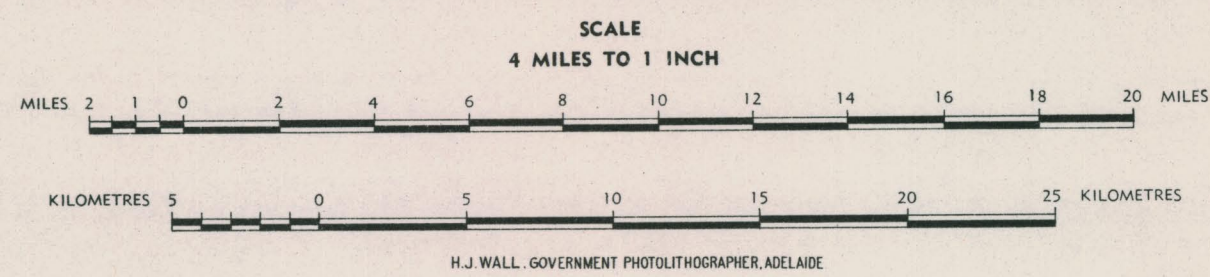 SCALE
4 MILES TO 1 INCH
MILES 2 1 0 2 4 6 8 10 12 14 16 18 20 MILES
KILOMETRES 5 0 5 10 15 20 25 KILOMETRES
H.J. WALL. GOVERNMENT PHOTOLITHOGRAPHER, ADELAIDE